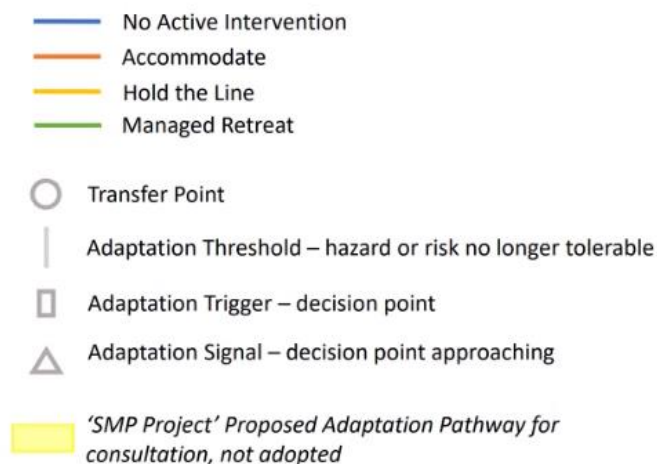 No Active Intervention
Accommodate
Hold the Line
Managed Retreat
Transfer Point
Adaptation Threshold – hazard or risk no longer tolerable
Adaptation Trigger – decision point
Adaptation Signal – decision point approaching
‘SMP Project’ Proposed Adaptation Pathway for
consultation, not adopted